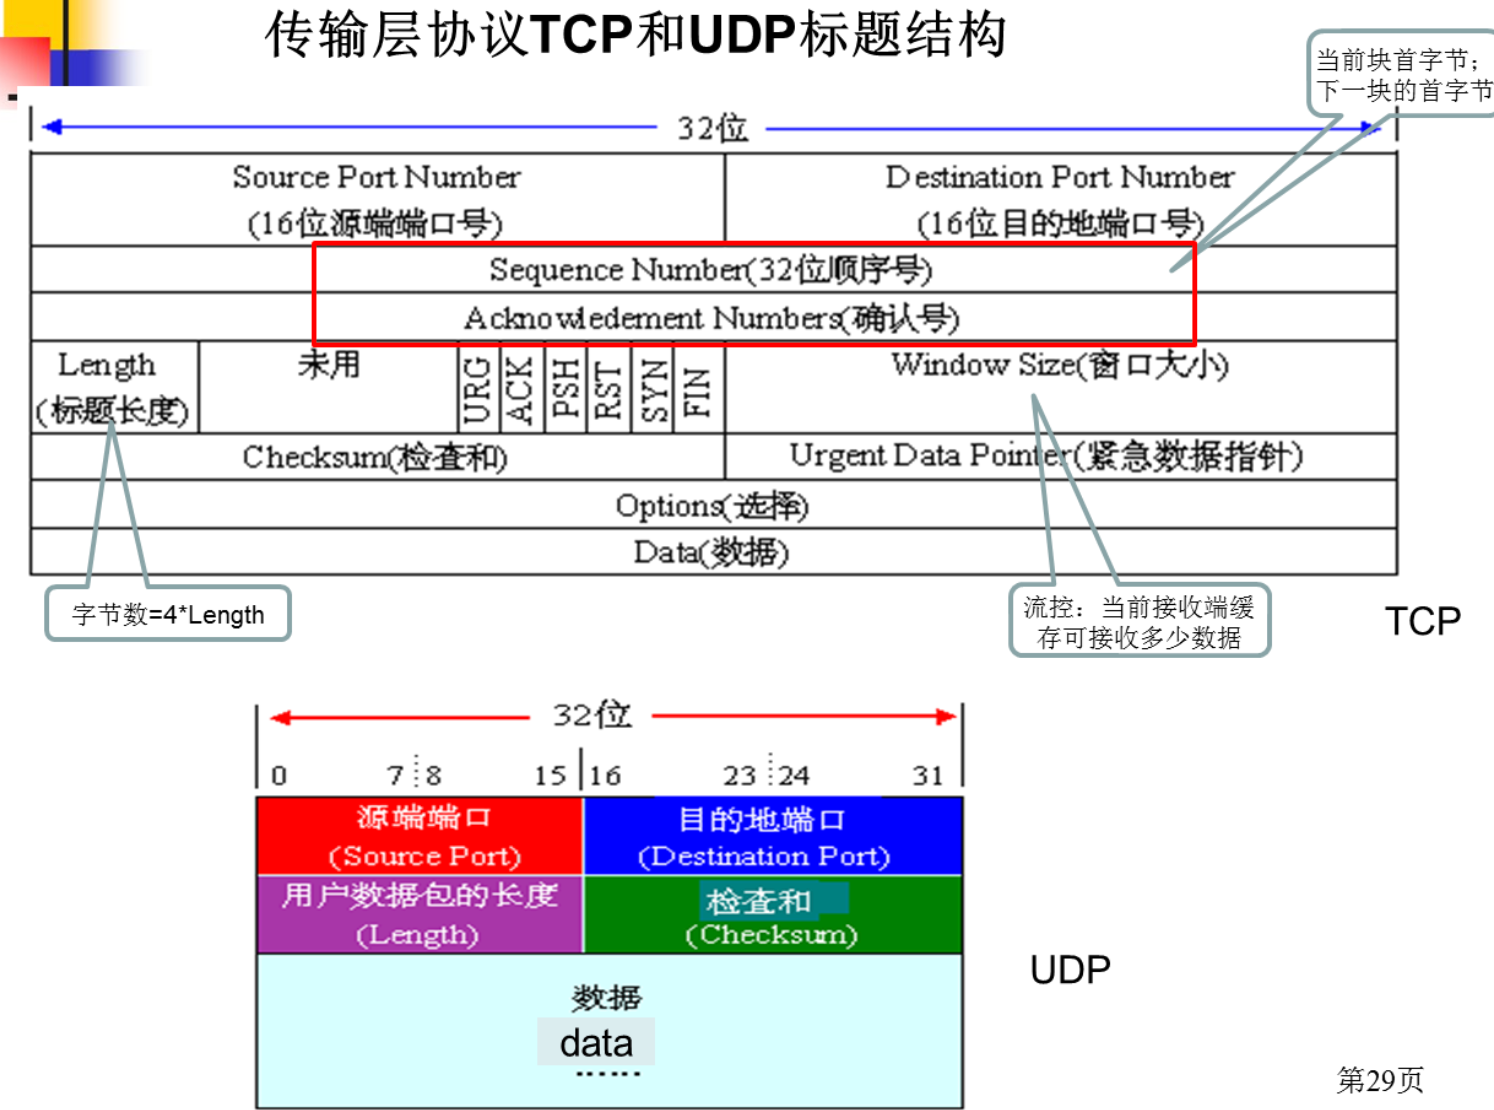 传输层协议TCP和UDP标题结构
当前块首字节；
下一块的首字节
32位
Source Port Number
(16位源端端口号)
Destination Port Number
(16位目的地端口号)
Sequence Number(32位顺序号)
Acknowledement Numbers(确认号)
Length
(标题长度)
未用
URG
ACK
PSH
RST
SYN
FIN
Window Size(窗口大小)
Checksum(检查和)
Urgent Data Pointer(紧急数据指针)
Options(选择)
Data(数据)
字节数=4*Length
流控：当前接收端缓
存可接收多少数据
TCP
32位
0 7 8 15 16 23 24 31
源端端口
(Source Port)
目的地端口
(Destination Port)
用户数据包的长度
(Length)
检查和
(Checksum)
数据
data
......
UDP
第29页